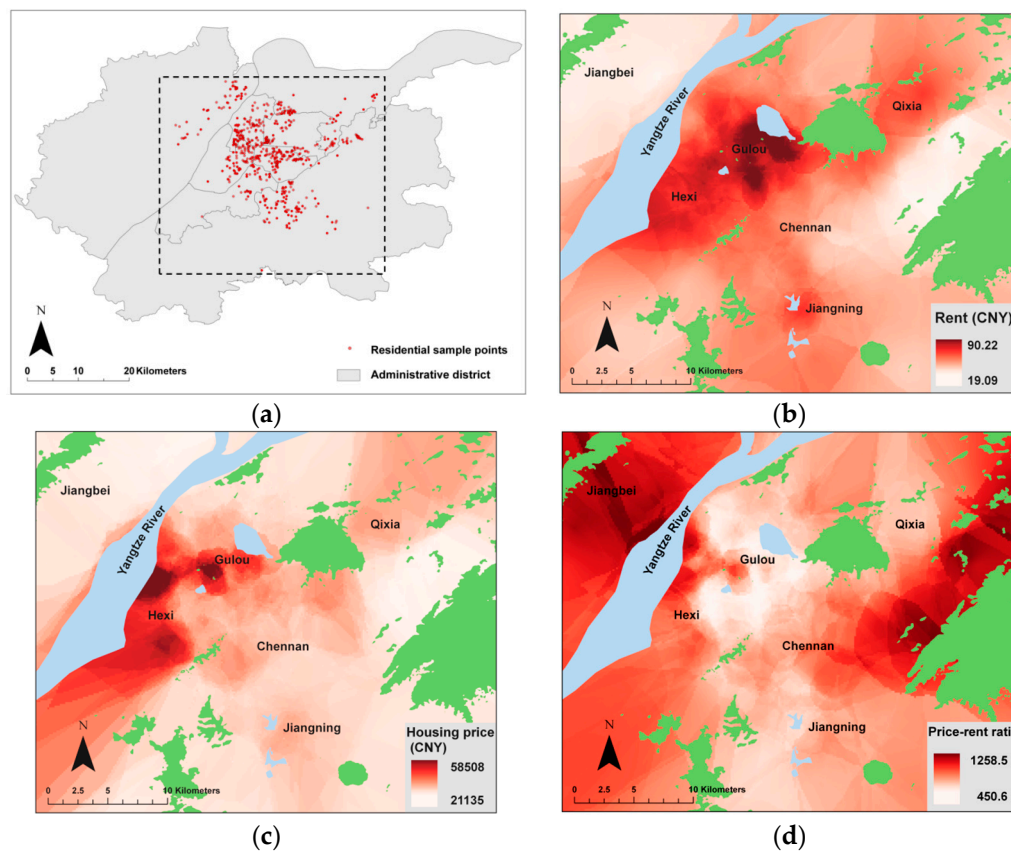 N
0 5 10 20 Kilometers
Residential sample points
Administrative district
(a)
Jiangbei
Yangtze River
Qixia
Gulou
Hexi
Chennan
Jiangning
N
0 2.5 5 10 Kilometers
Rent (CNY)
90.22
19.09
(b)
Jiangbei
Yangtze River
Qixia
Gulou
Hexi
Chennan
Jiangning
N
0 2.5 5 10 Kilometers
Housing price
(CNY)
58508
21135
(c)
Jiangbei
Yangtze River
Qixia
Gulou
Hexi
Chennan
Jiangning
N
0 2.5 5 10 Kilometers
Price-rent rati
1258.5
450.6
(d)